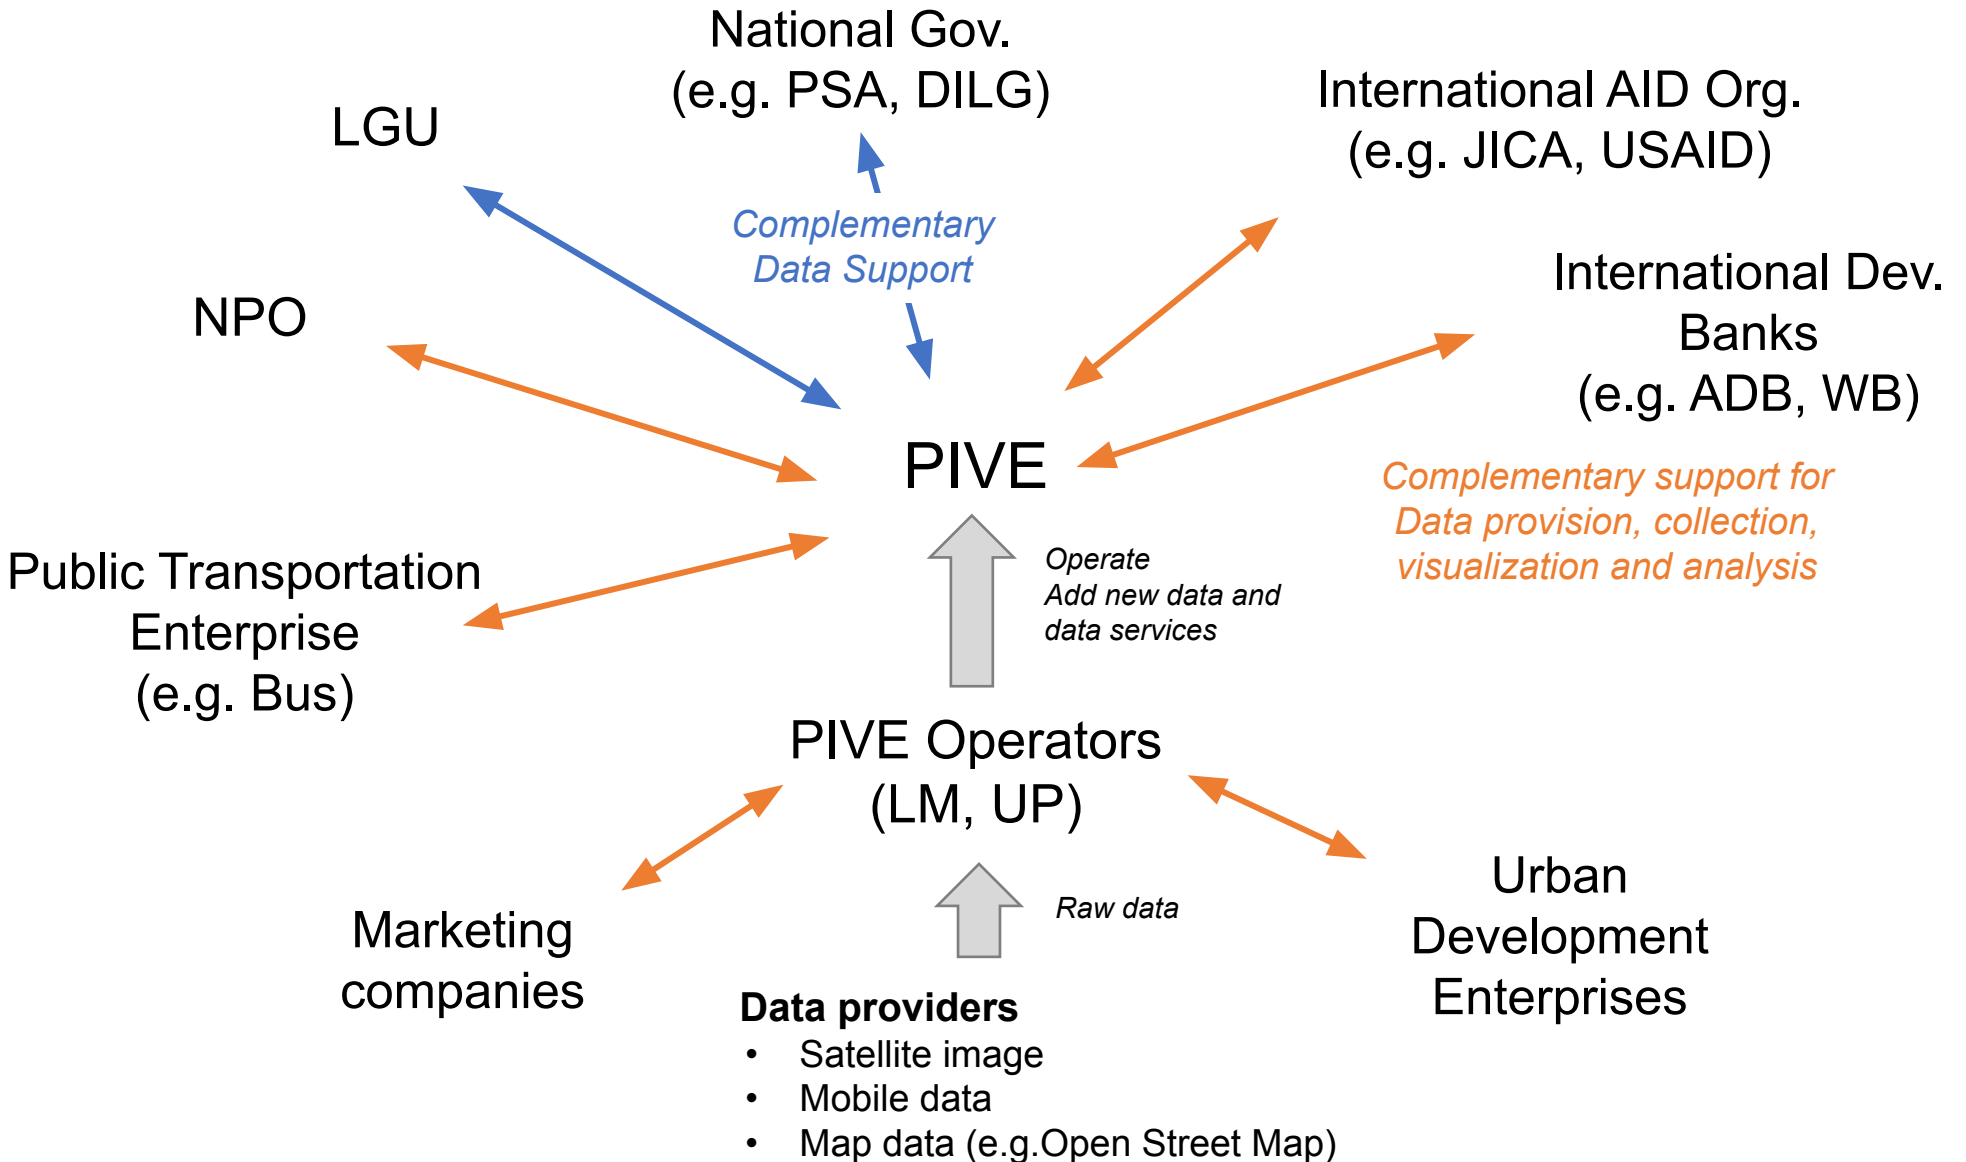 National Gov.
(e.g. PSA, DILG)
International AID Org.
(e.g. JICA, USAID)
LGU
Complementary
Data Support
International Dev.
Banks
(e.g. ADB, WB)
NPO
PIVE
Complementary support for
Data provision, collection,
visualization and analysis
Public Transportation
Enterprise
(e.g. Bus)
Operate
Add new data and
data services
PIVE Operators
(LM, UP)
Marketing
companies
Raw data
Urban
Development
Enterprises
Data providers
• Satellite image
• Mobile data
• Map data (e.g.Open Street Map)